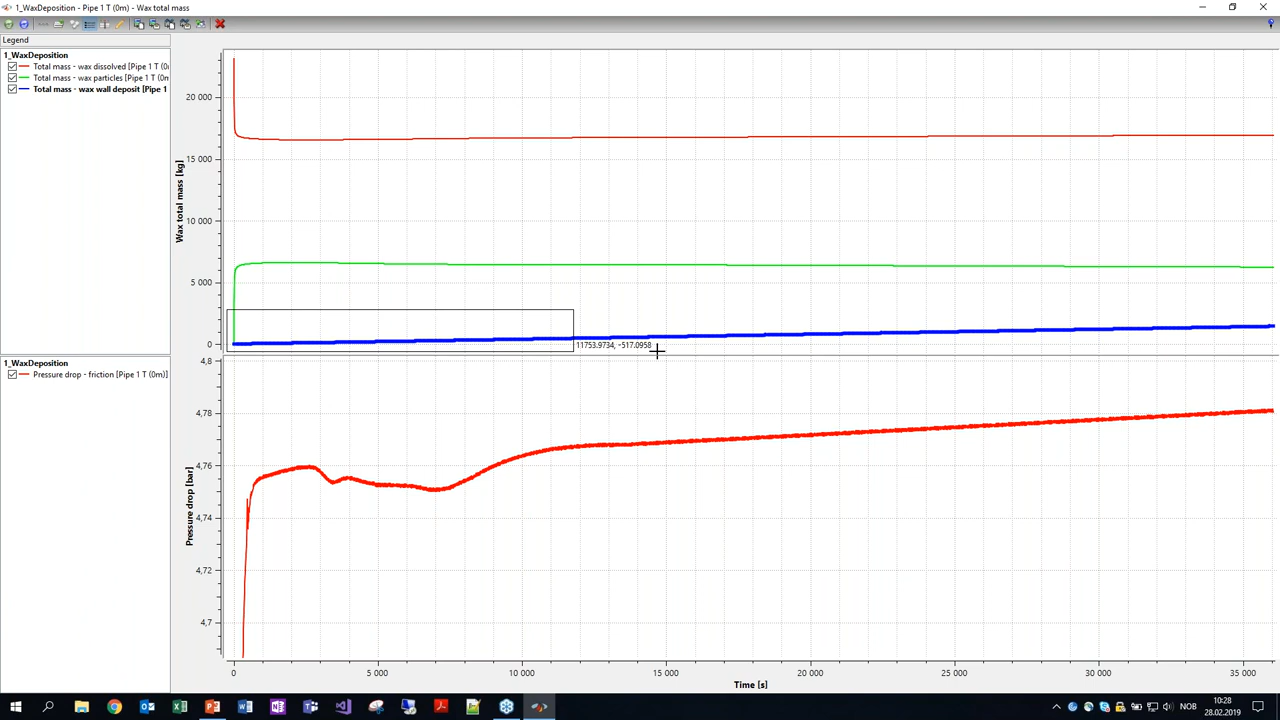 1_WaxDeposition - Pipe 1 T (0m) - Wax total mass
Legend
1_WaxDeposition
Total mass - wax dissolved [Pipe 1 T (0
Total mass - wax particles [Pipe 1 T (0m
Total mass - wax wall deposit [Pipe 1
Wax total mass [kg]
20 000
15 000
10 000
5 000
0
11753.9734, -517.0958
1_WaxDeposition
Pressure drop - friction [Pipe 1 T (0m)]
Pressure drop [bar]
4,8
4,78
4,76
4,74
4,72
4,7
0
5 000
10 000
15 000
20 000
25 000
30 000
35 000
Time [s]
NOB
10:28
28.02.2019